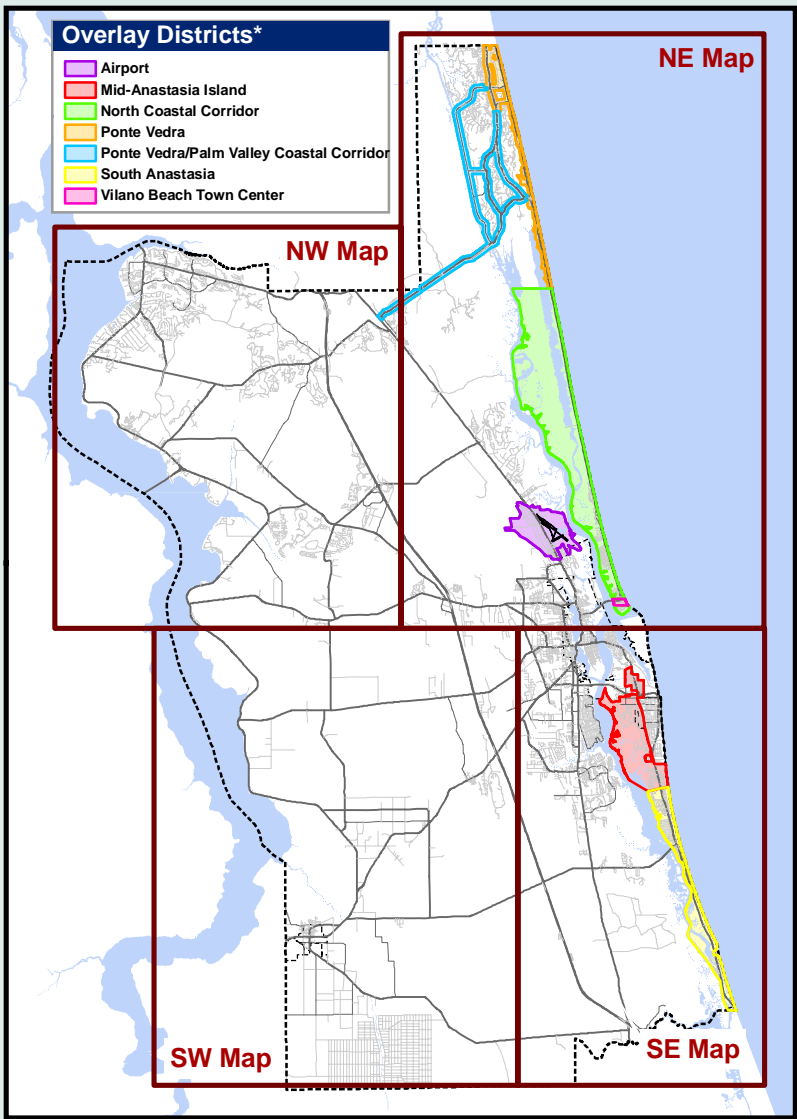 Overlay Districts*
Airport
Mid-Anastasia Island
North Coastal Corridor
Ponte Vedra
Ponte Vedra/Palm Valley Coastal Corridor
South Anastasia
Vilano Beach Town Center
NE Map
NW Map
SW Map
SE Map